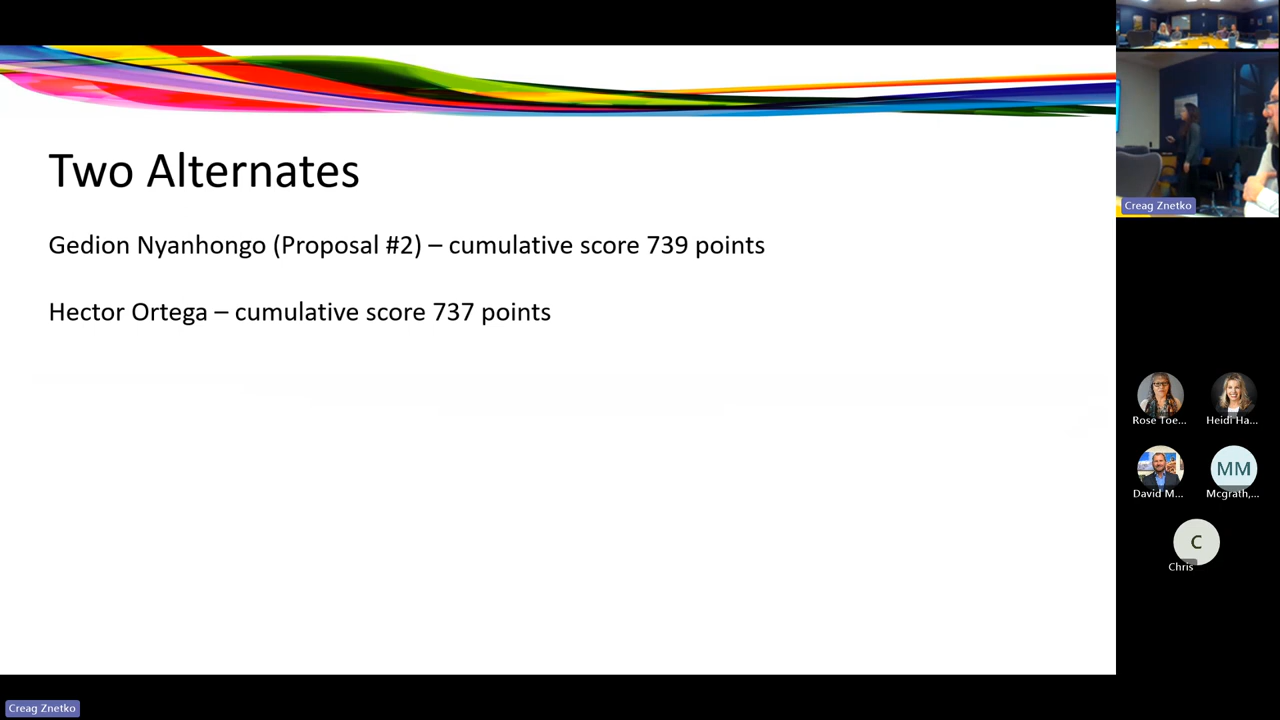 Two Alternates
Gedion Nyanhongo (Proposal #2) – cumulative score 739 points
Hector Ortega – cumulative score 737 points
Creag Znetko
Rose Toe...
Heidi Ha...
David M...
MM
Mcgrath,...
C
Chris
Creag Znetko